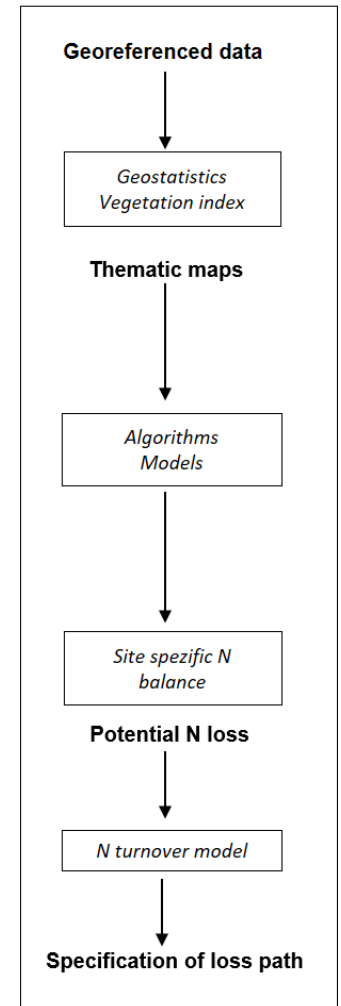 Georeferenced data
Geostatistics
Vegetation index
Thematic maps
Algorithms
Models
Site spezific N
balance
Potential N loss
N turnover model
Specification of loss path